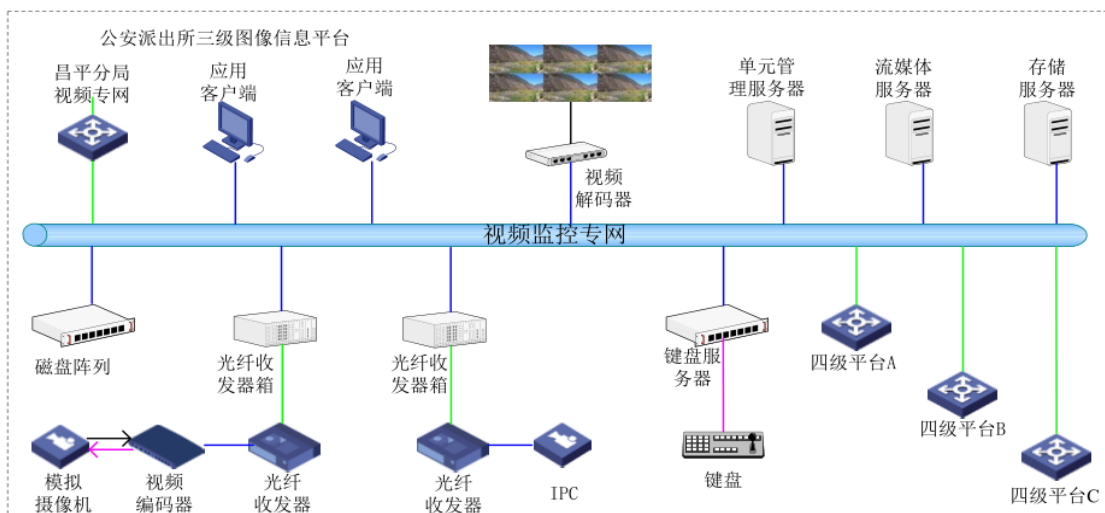 公安派出所三级图像信息平台
昌平分局
视频专网
应用
客户端
应用
客户端
单元管
理服务器
流媒体
服务器
存储
服务器
视频
解码器
视频监控专网
磁盘阵列
光纤收
发器箱
光纤收
发器箱
键盘服
务器
四级平台A
四级平台B
四级平台C
模拟
摄像机
视频
编码器
光纤
收发器
光纤
收发器
IPC
键盘